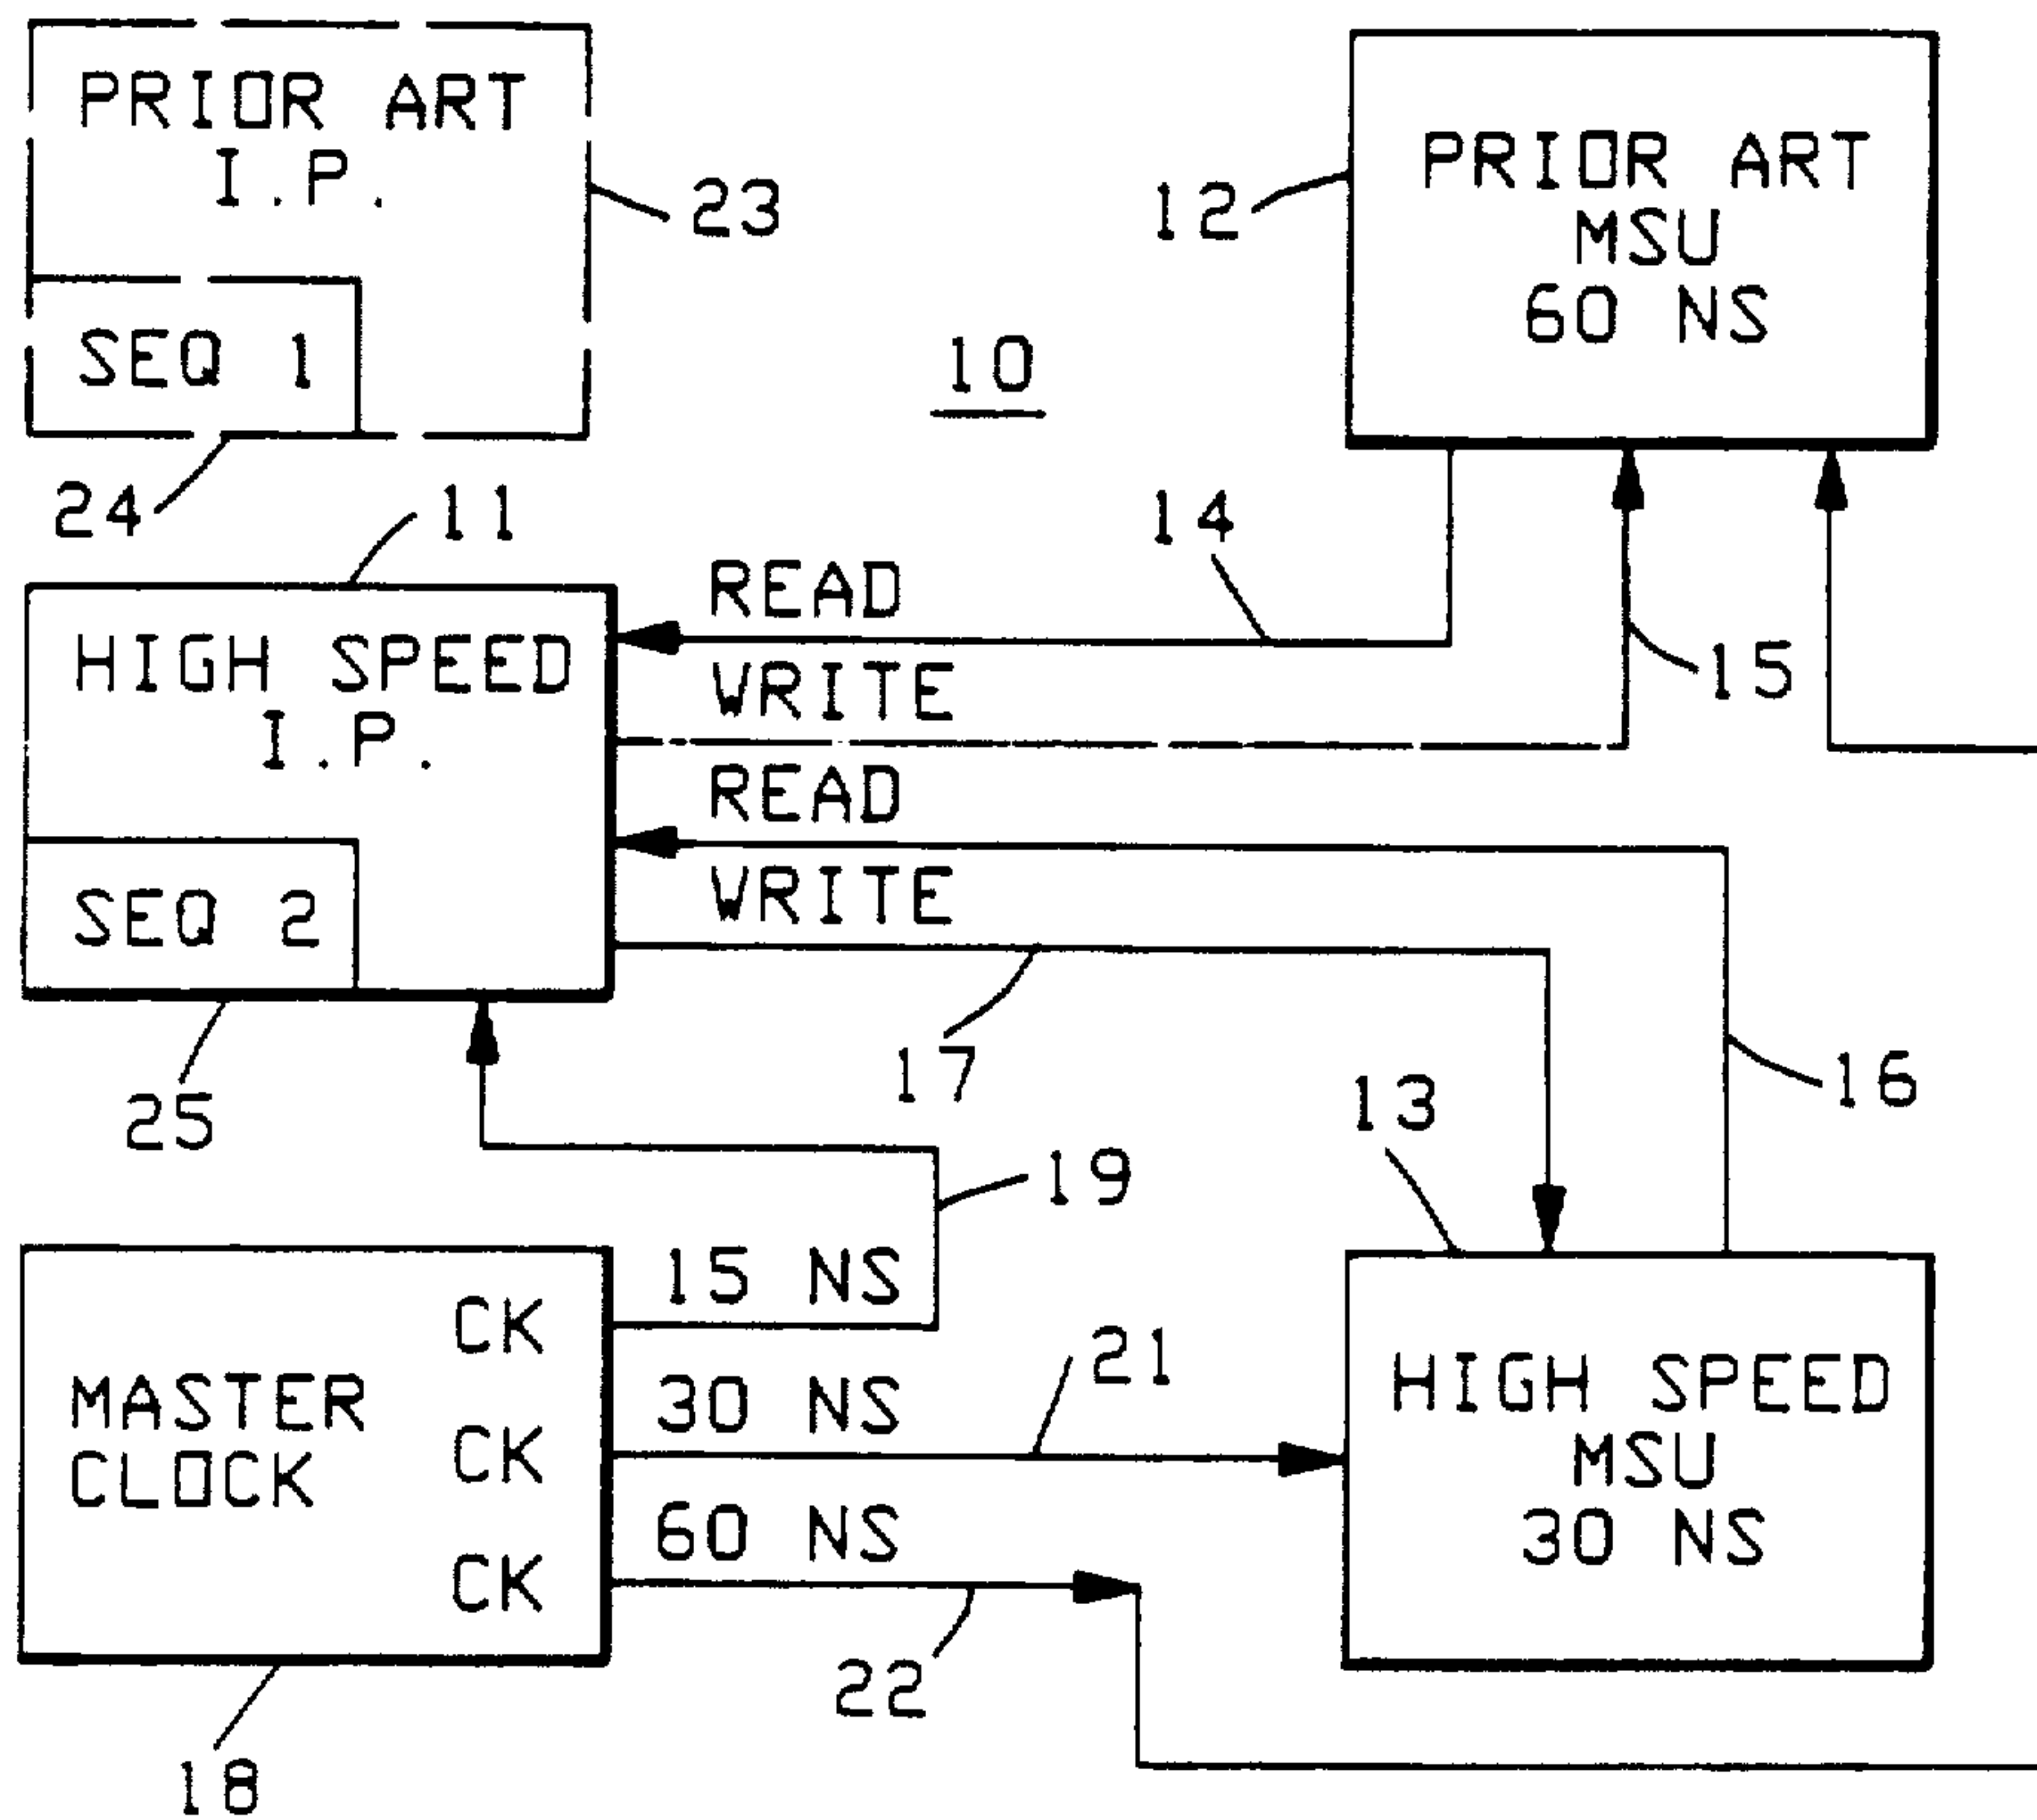 PRIOR ART
I.P.
SEQ 1
23
24
10
12
PRIOR ART
MSU
60 NS
11
14
15
HIGH SPEED
I.P.
SEQ 2
25
READ
WRITE
READ
WRITE
17
16
13
19
MASTER
CLOCK
CK
CK
CK
15 NS
30 NS
60 NS
21
22
18
HIGH SPEED
MSU
30 NS